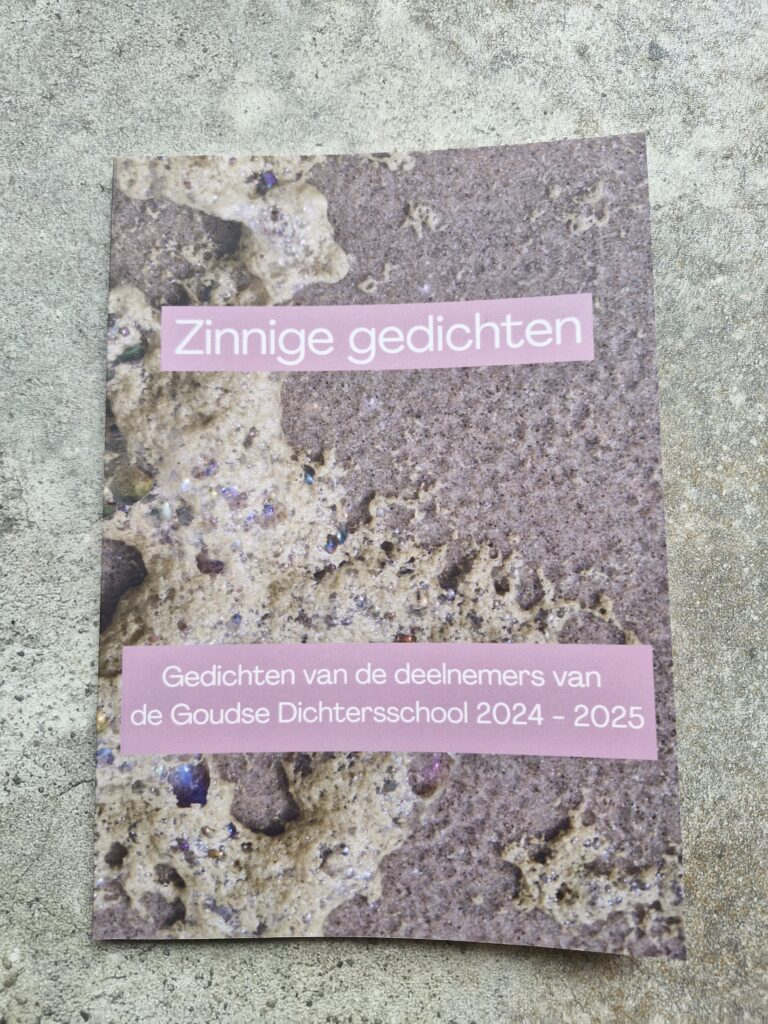 Zinnige gedichten
Gedichten van de deelnemers van
de Goudse Dichtersschool 2024 - 2025